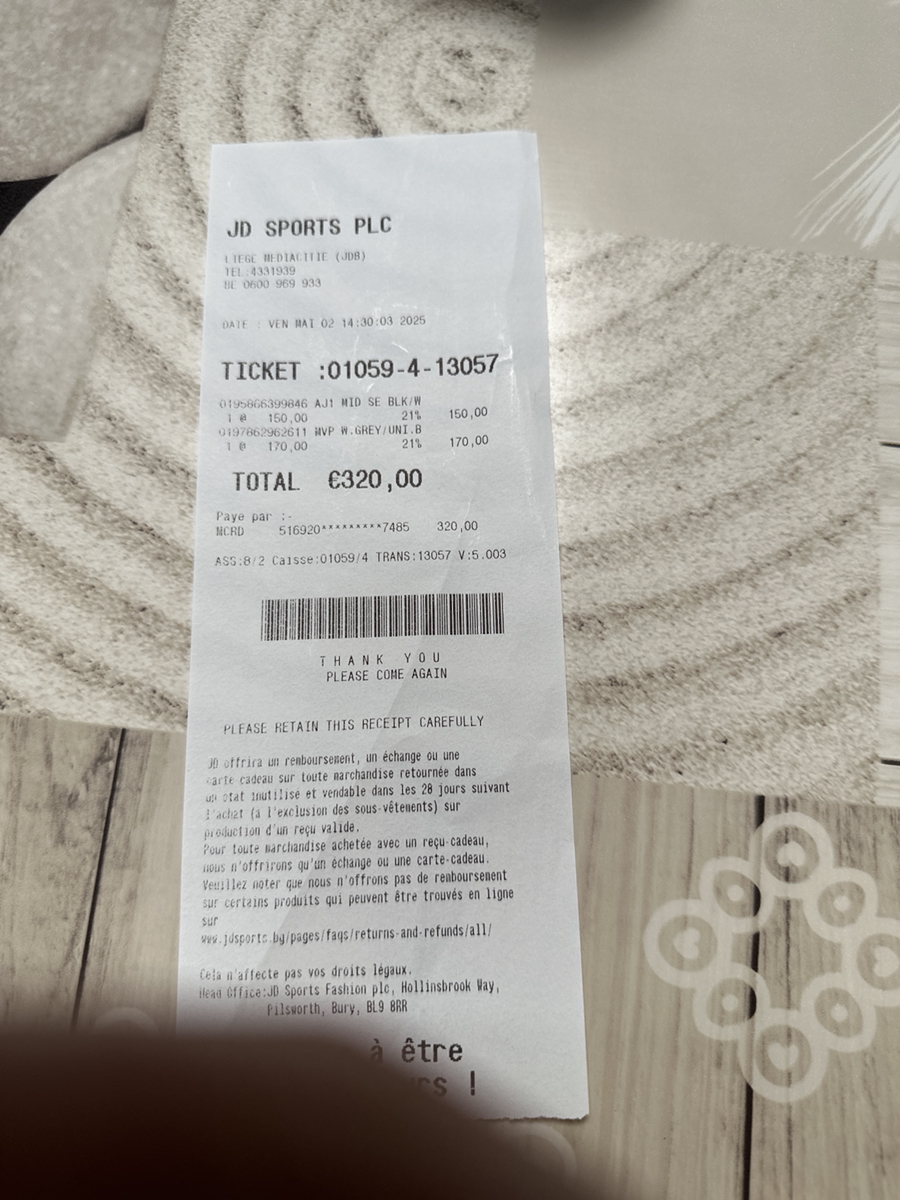 JD SPORTS PLC
LIEGE MEDIACITIE (JDB)
TEL:4331939
BE 0600 969 933
DATE : VEN MAI 02 14:30:03 2025
TICKET :01059-4-13057
0195866399846 AJ1 MID SE BLK/W
1 @ 150,00 21% 150,00
0197862962611 MVP W.GREY/UNI.B
1 @ 170,00 21% 170,00
TOTAL €320,00
Paye par :-
MCRD 516920*********7485 320,00
ASS:8/2 Caisse:01059/4 TRANS:13057 V:5.003
THANK YOU
PLEASE COME AGAIN
PLEASE RETAIN THIS RECEIPT CAREFULLY
JD offrira un remboursement, un échange ou une
carte cadeau sur toute marchandise retournée dans
un état inutilisé et vendable dans les 28 jours suivant
l'achat (à l'exclusion des sous-vêtements) sur
production d'un reçu valide.
Pour toute marchandise achetée avec un reçu-cadeau,
nous n'offrirons qu'un échange ou une carte-cadeau.
Veuillez noter que nous n'offrons pas de remboursement
sur certains produits qui peuvent être trouvés en ligne
sur
www.jdsports.be/pages/faqs/returns-and-refunds/all/
Cela n'affecte pas vos droits légaux.
Head Office:JD Sports Fashion plc, Hollinsbrook Way,
Pilsworth, Bury, BL9 8RR
à être
!